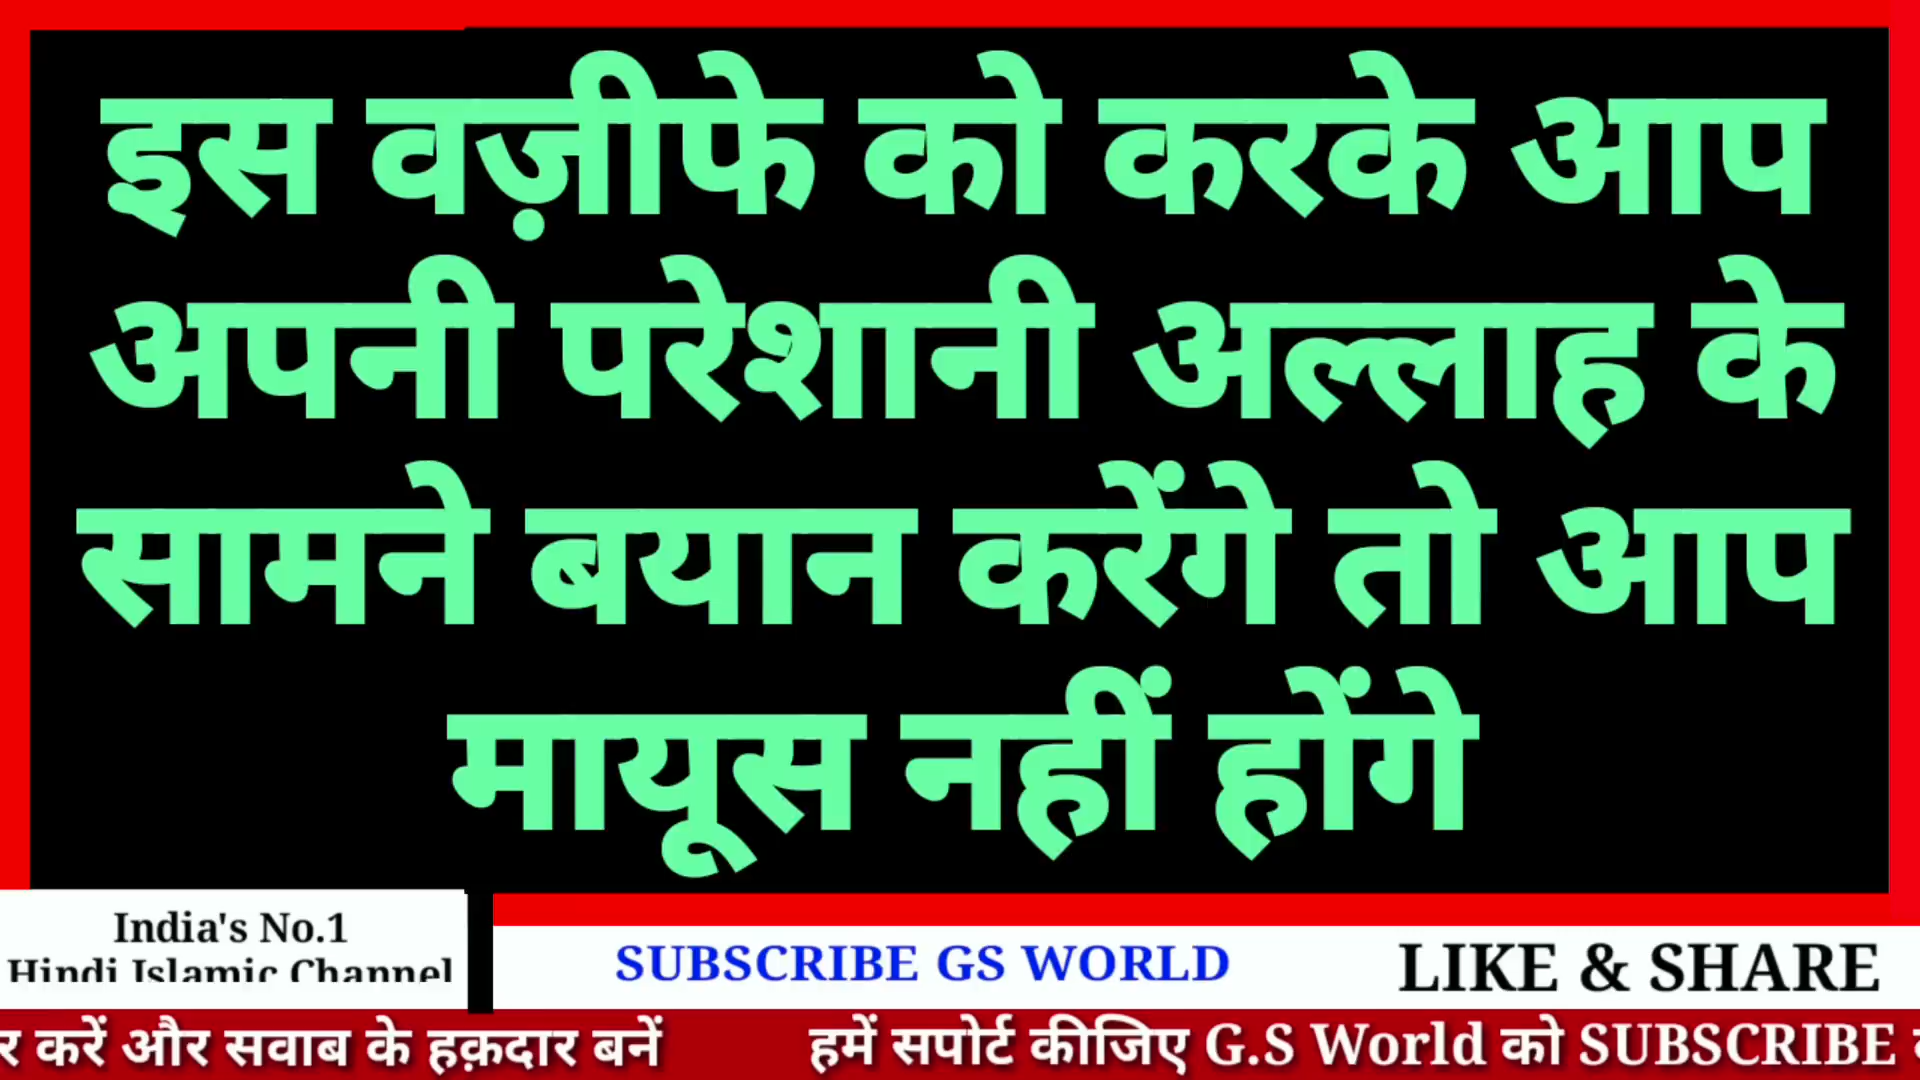 इस वज़ीफे को करके आप
अपनी परेशानी अल्लाह के
सामने बयान करेंगे तो आप
मायूस नहीं होंगे
India's No.1
Hindi Islamic Channel
SUBSCRIBE GS WORLD
LIKE & SHARE
र करें और सवाब के हक़दार बनें हमें सपोर्ट कीजिए G.S World को SUBSCRIBE